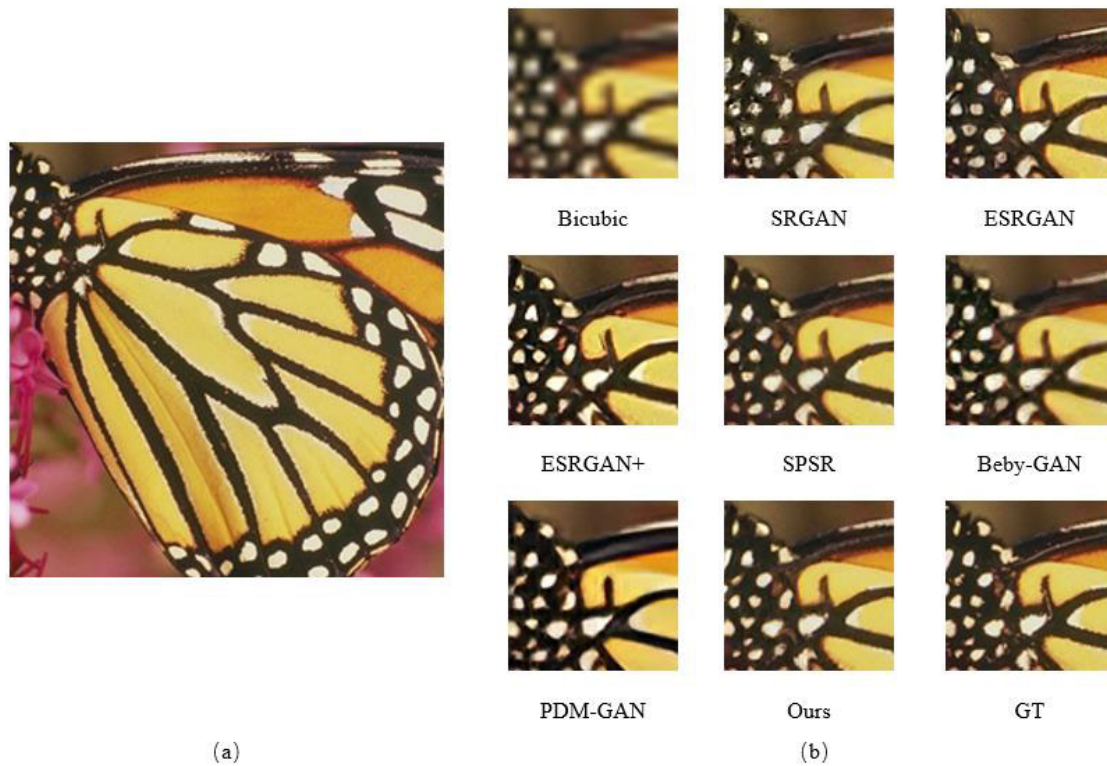 Bicubic SRGAN ESRGAN
ESRGAN+ SPSR Beby-GAN
PDM-GAN Ours GT
(a) (b)